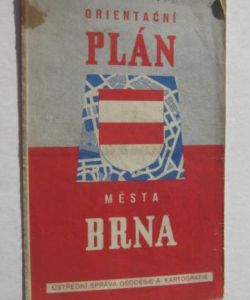 ORIENTAČNÍ
PLÁN
MĚSTA
BRNA
ÚSTŘEDNÍ SPRÁVA GEODESIE A KARTOGRAFIE